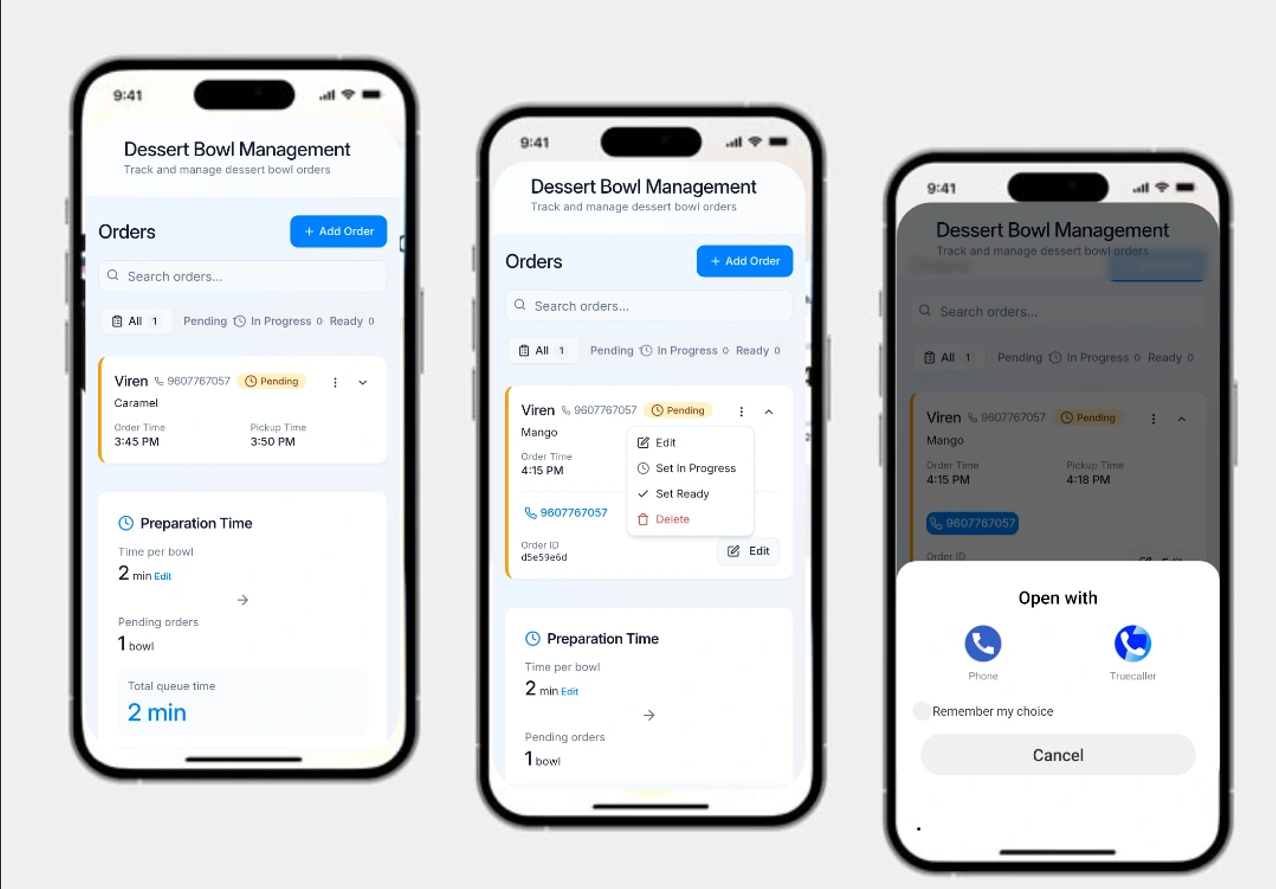 9:41
Dessert Bowl Management
Track and manage dessert bowl orders
Orders
+ Add Order
Search orders...
All 1 Pending In Progress 0 Ready 0
Viren 9607767057 Pending
Caramel
Order Time Pickup Time
3:45 PM 3:50 PM
Preparation Time
Time per bowl
2 min Edit
Pending orders
1 bowl
Total queue time
2 min
9:41
Dessert Bowl Management
Track and manage dessert bowl orders
Orders
+ Add Order
Search orders...
All 1 Pending In Progress 0 Ready 0
Viren 9607767057 Pending
Mango
Order Time
4:15 PM
Edit
Set In Progress
Set Ready
Delete
9607767057
Order ID
d5e59e6d
Edit
Preparation Time
Time per bowl
2 min Edit
Pending orders
1 bowl
9:41
Dessert Bowl Management
Track and manage dessert bowl orders
Search orders...
All 1 Pending In Progress 0 Ready 0
Viren 9607767057 Pending
Mango
Order Time Pickup Time
4:15 PM 4:18 PM
9607767057
Order ID
Open with
Phone Truecaller
Remember my choice
Cancel